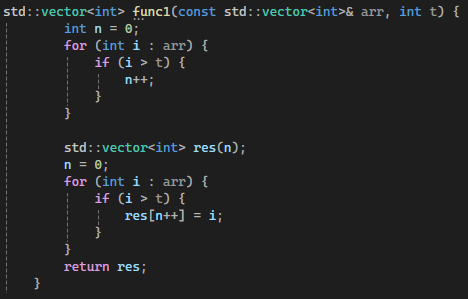 std::vector<int> func1(const std::vector<int>& arr, int t) {
        int n = 0;
        for (int i : arr) {
            if (i > t) {
                n++;
            }
        }

        std::vector<int> res(n);
        n = 0;
        for (int i : arr) {
            if (i > t) {
                res[n++] = i;
            }
        }
        return res;
    }